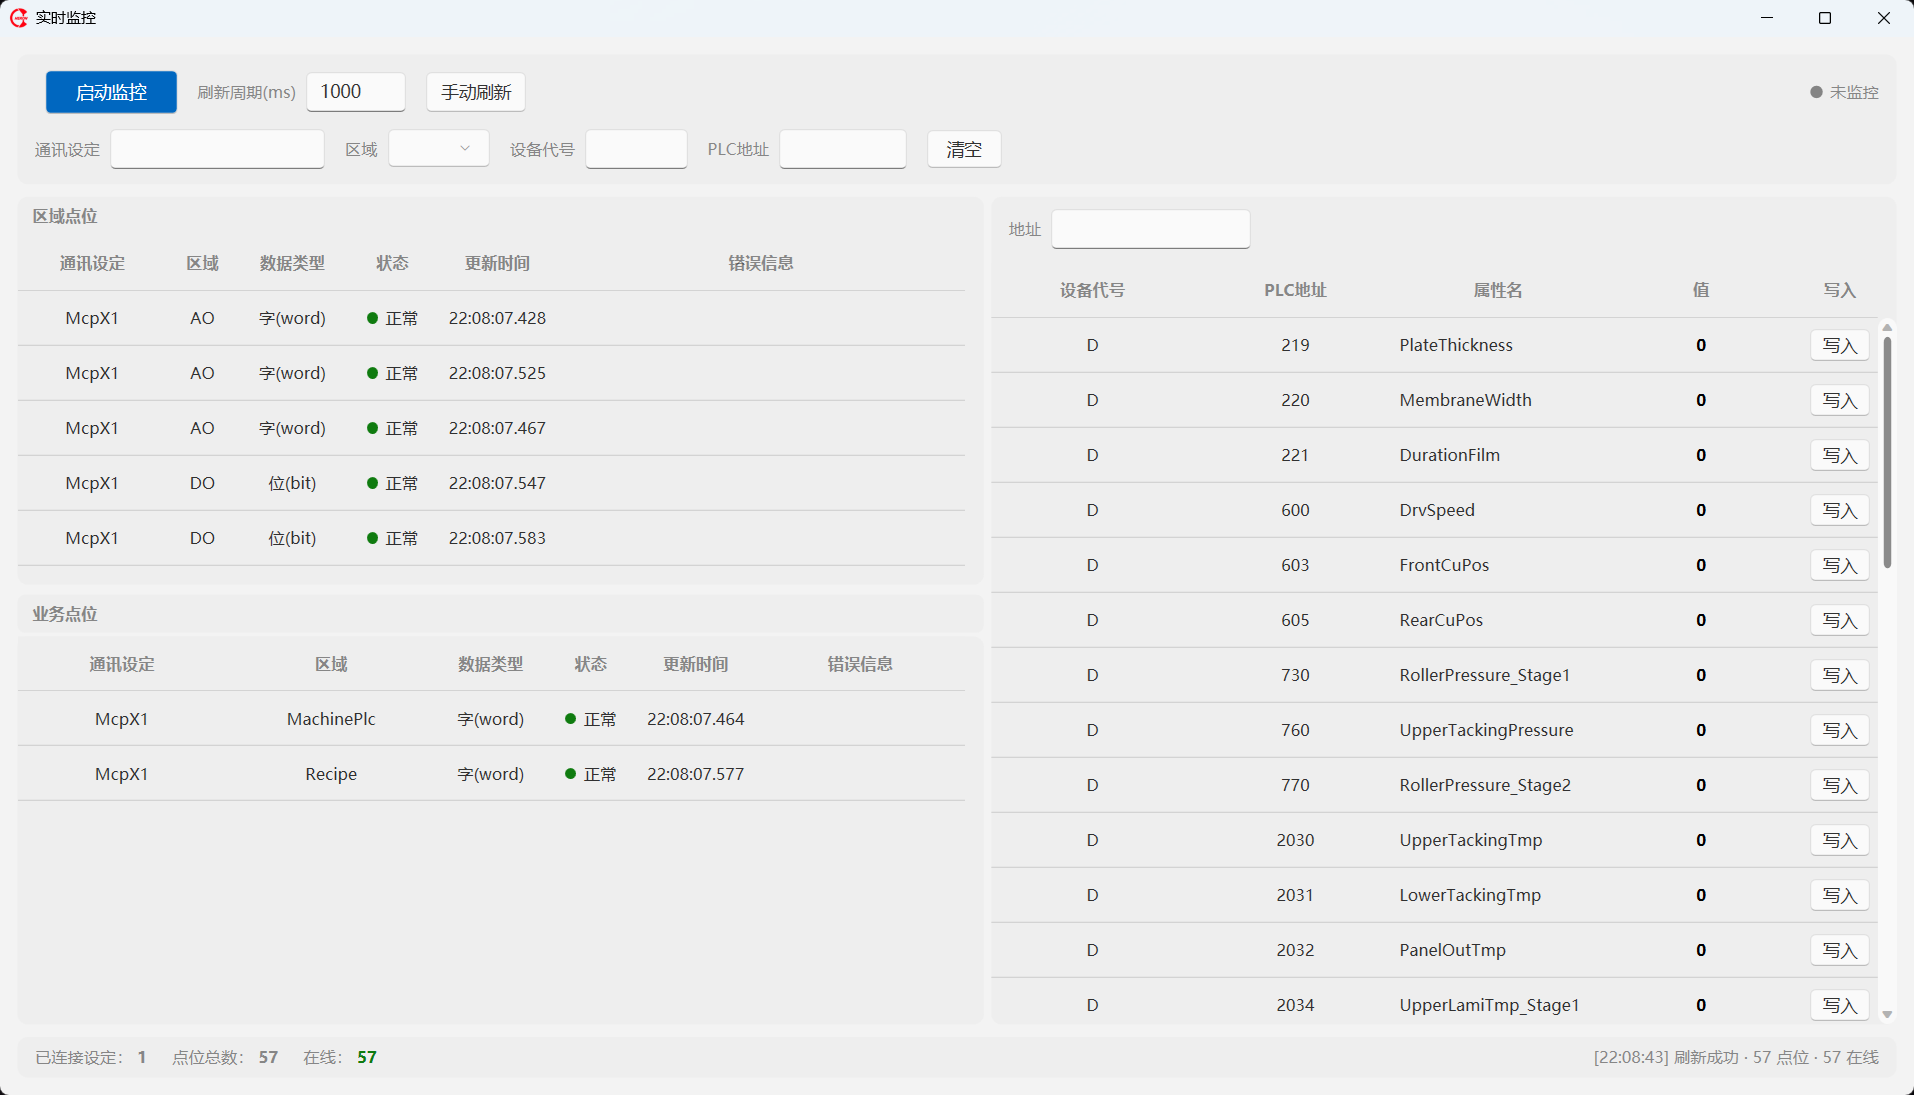 实时监控
启动监控 刷新周期(ms) 1000 手动刷新 未监控
通讯设定 区域 设备代号 PLC地址 清空
区域点位
通讯设定 区域 数据类型 状态 更新时间 错误信息
McpX1 AO 字(word) 正常 22:08:07.428
McpX1 AO 字(word) 正常 22:08:07.525
McpX1 AO 字(word) 正常 22:08:07.467
McpX1 DO 位(bit) 正常 22:08:07.547
McpX1 DO 位(bit) 正常 22:08:07.583
业务点位
通讯设定 区域 数据类型 状态 更新时间 错误信息
McpX1 MachinePlc 字(word) 正常 22:08:07.464
McpX1 Recipe 字(word) 正常 22:08:07.577
地址
设备代号 PLC地址 属性名 值 写入
D 219 PlateThickness 0 写入
D 220 MembraneWidth 0 写入
D 221 DurationFilm 0 写入
D 600 DrvSpeed 0 写入
D 603 FrontCuPos 0 写入
D 605 RearCuPos 0 写入
D 730 RollerPressure_Stage1 0 写入
D 760 UpperTackingPressure 0 写入
D 770 RollerPressure_Stage2 0 写入
D 2030 UpperTackingTmp 0 写入
D 2031 LowerTackingTmp 0 写入
D 2032 PanelOutTmp 0 写入
D 2034 UpperLamiTmp_Stage1 0 写入
已连接设定： 1 点位总数： 57 在线： 57
[22:08:43] 刷新成功 · 57 点位 · 57 在线